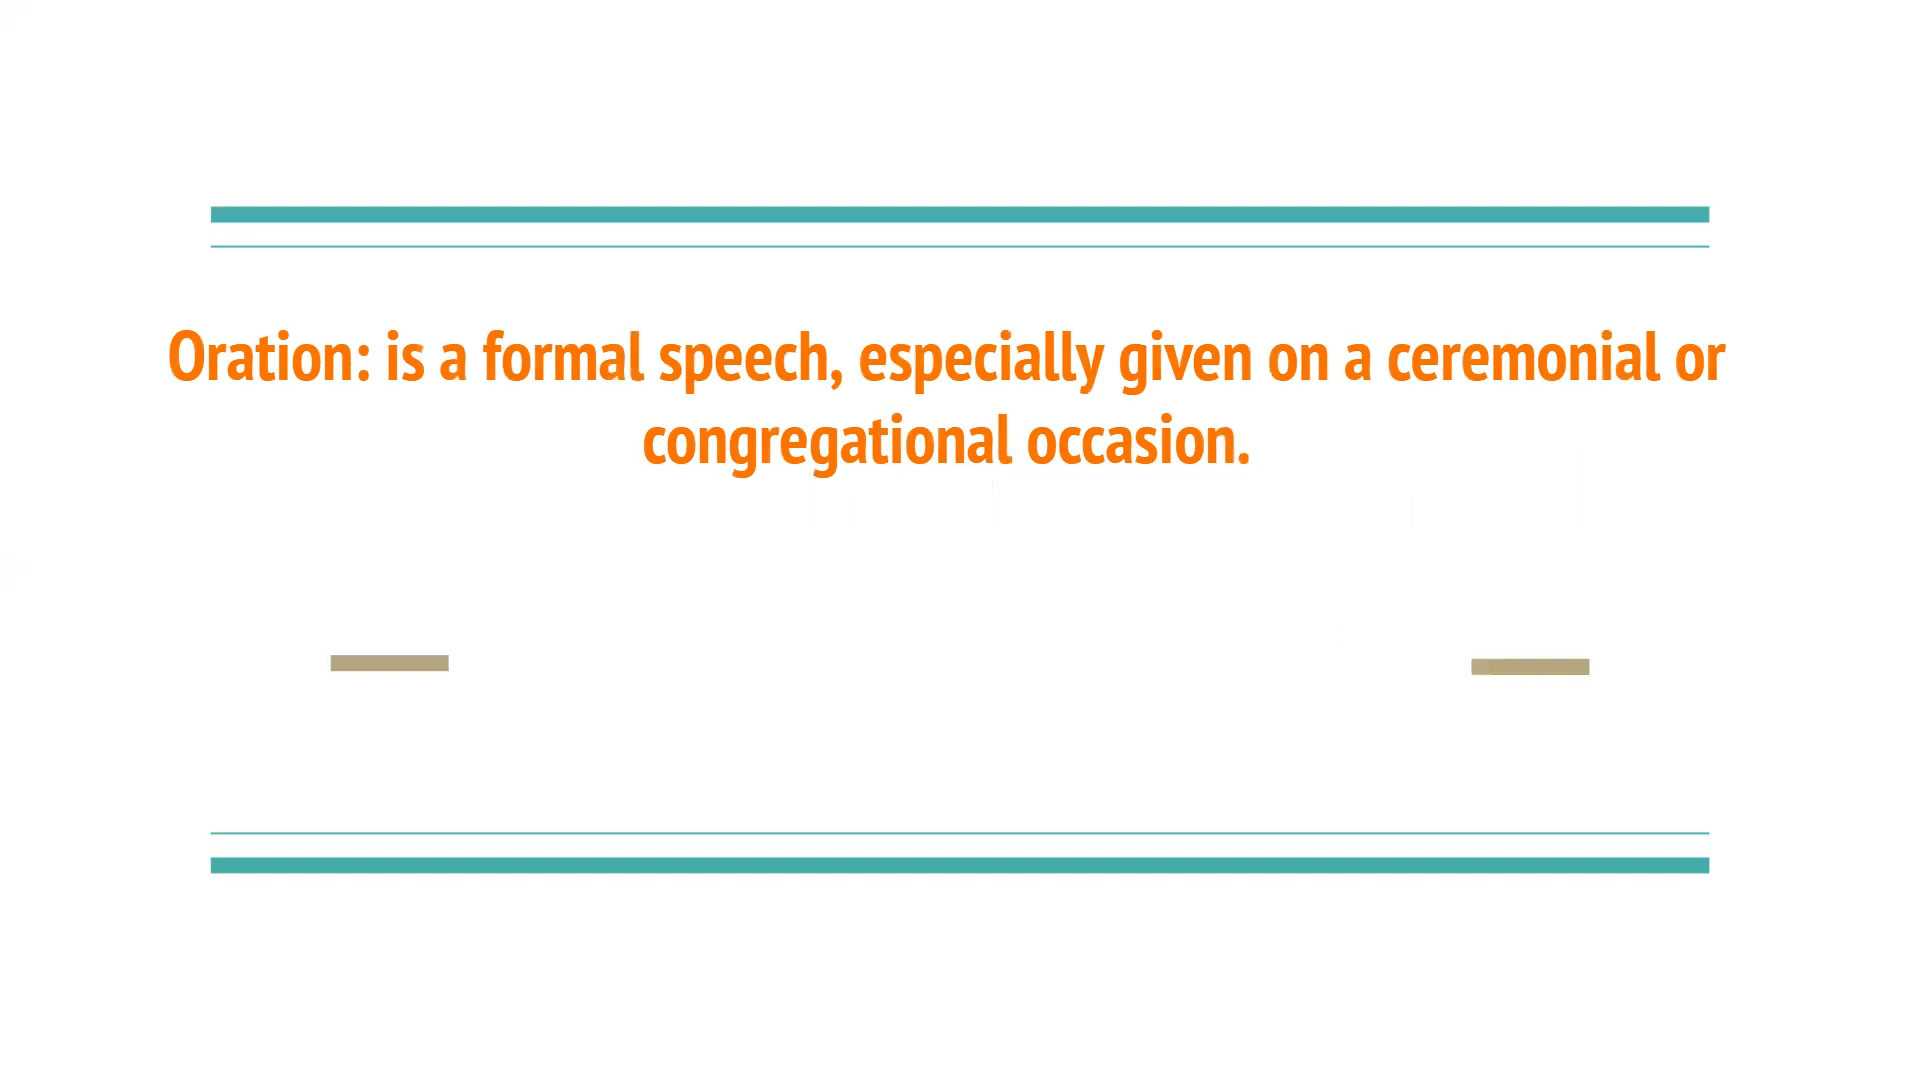 Oration: is a formal speech, especially given on a ceremonial or
congregational occasion.